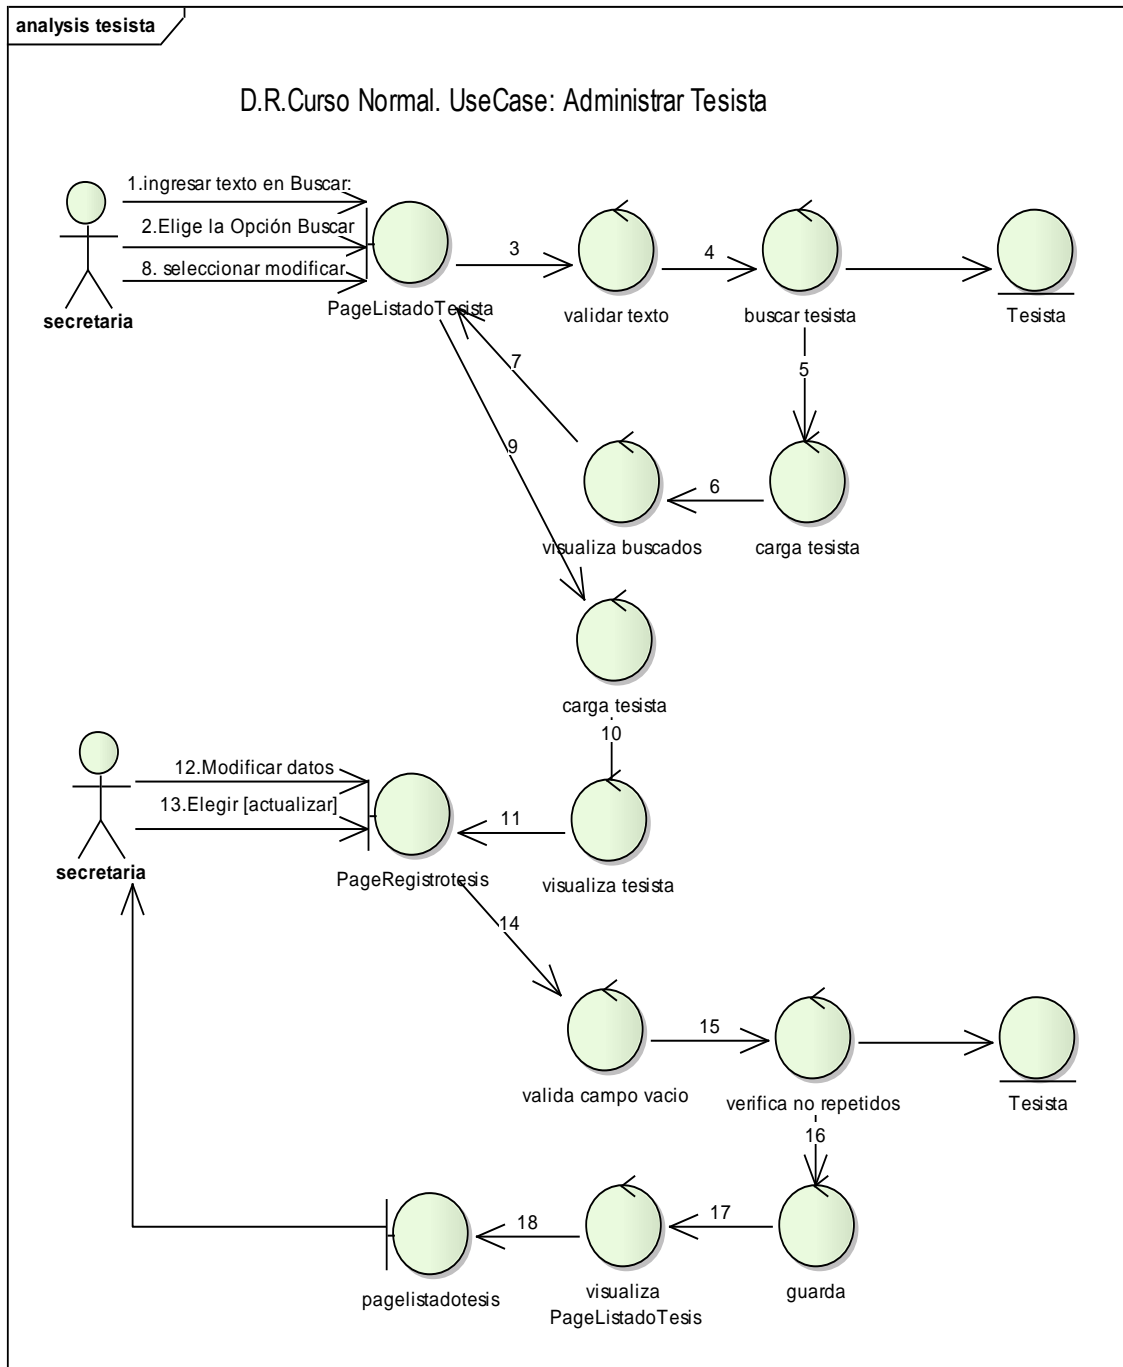 analysis tesista
D.R.Curso Normal. UseCase: Administrar Tesista
1.ingresar texto en Buscar:
2.Elige la Opción Buscar
8. seleccionar modificar
3
4
secretaria
PageListadoTesista
validar texto
buscar tesista
Tesista
5
7
9
6
visualiza buscados
carga tesista
carga tesista
10
12.Modificar datos
13.Elegir [actualizar]
11
secretaria
PageRegistrotesis
visualiza tesista
14
15
valida campo vacio
verifica no repetidos
Tesista
16
18
17
pagelistadotesis
visualiza
PageListadoTesis
guarda